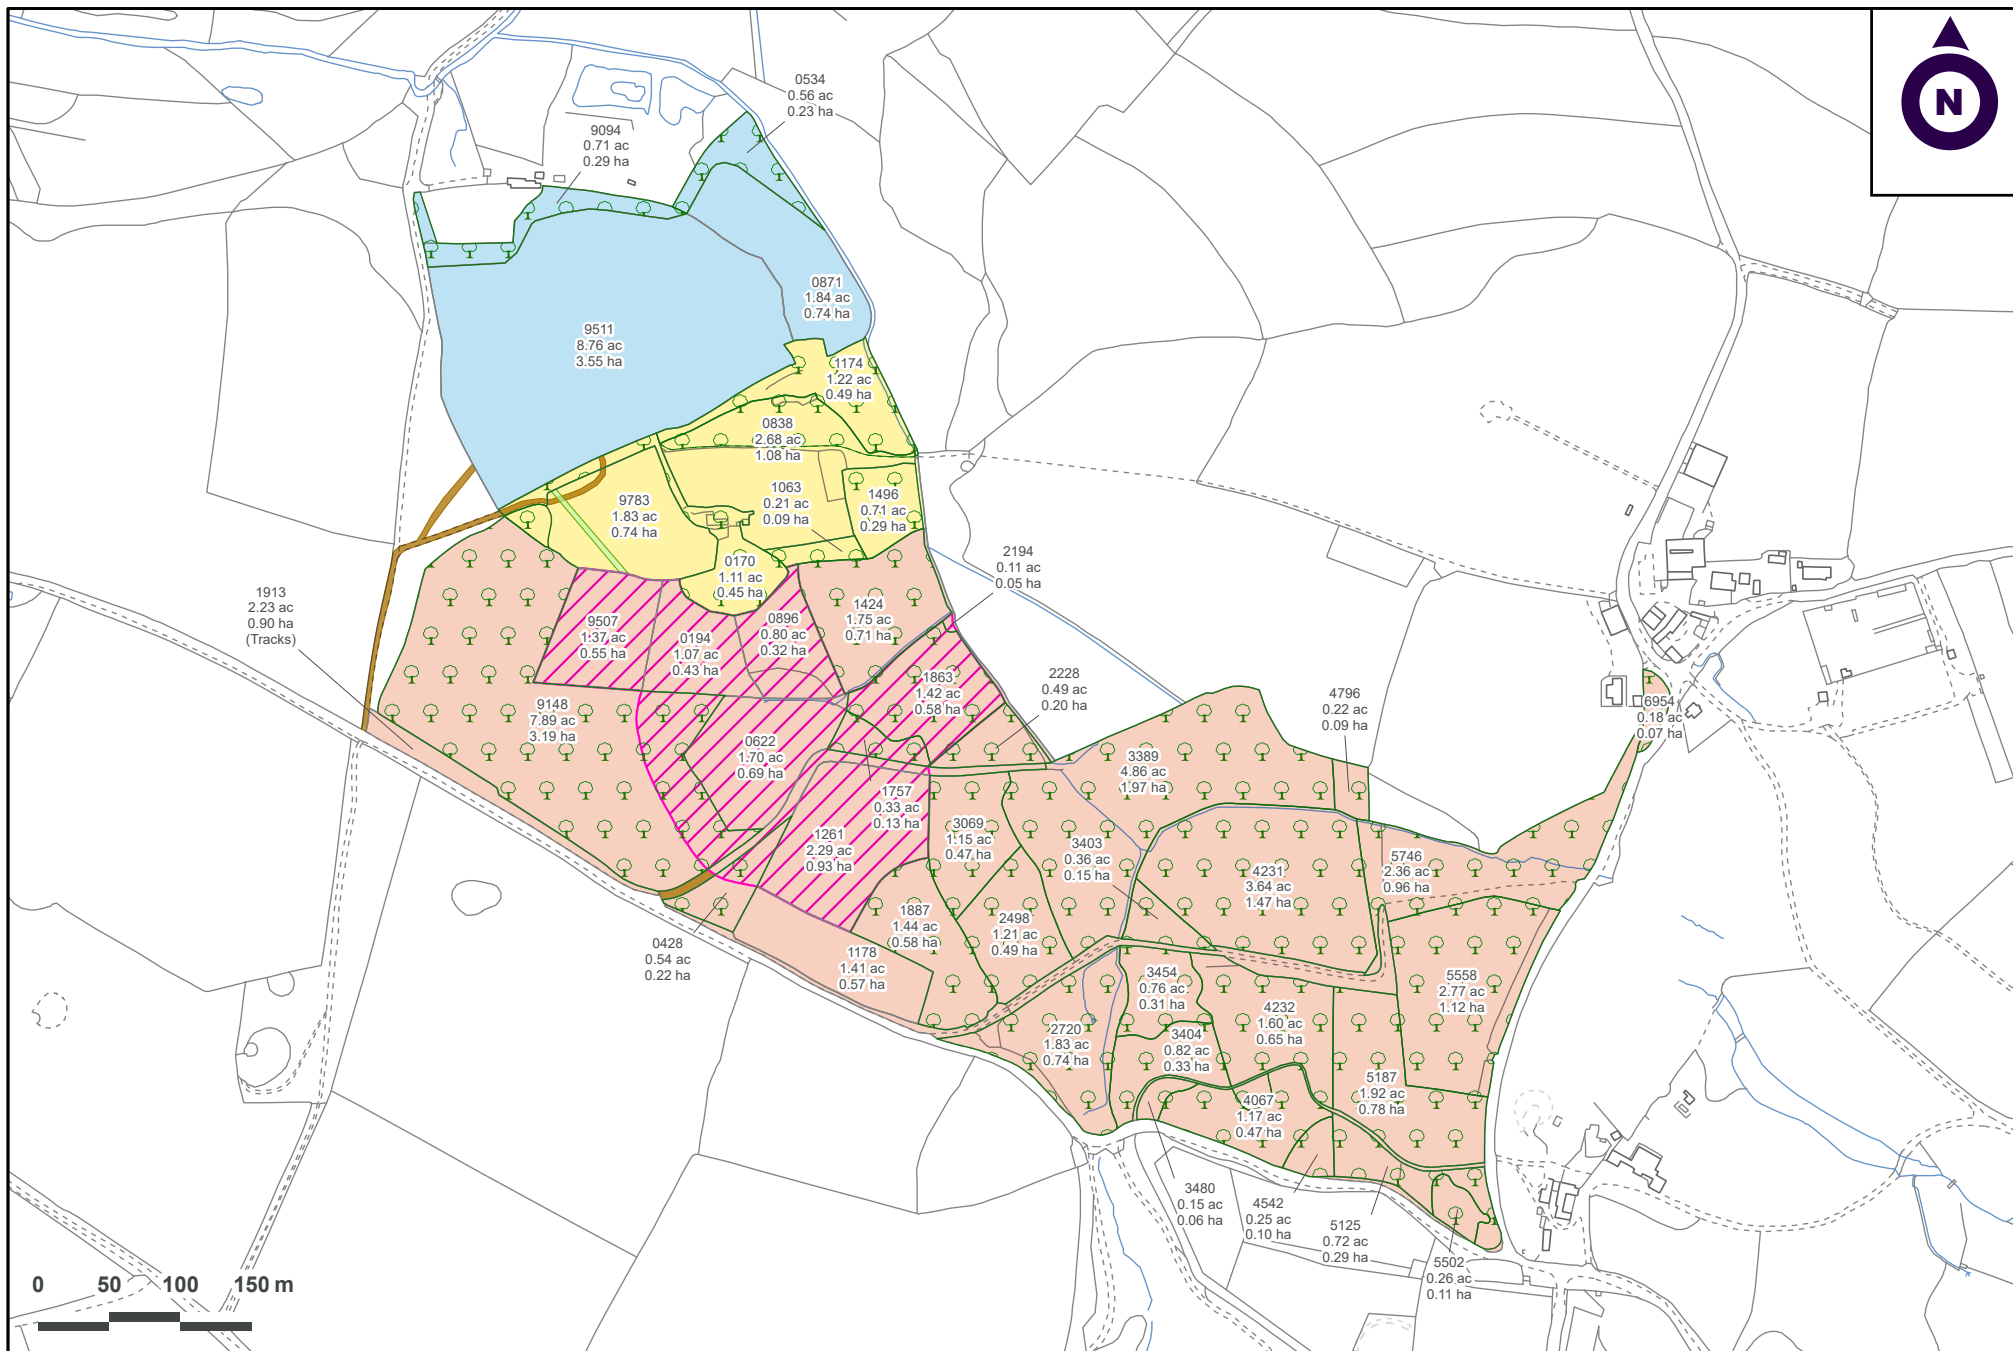 N
0534
0.56 ac
0.23 ha
9094
0.71 ac
0.29 ha
0871
1.84 ac
0.74 ha
9511
8.76 ac
3.55 ha
1174
1.22 ac
0.49 ha
0838
2.68 ac
1.08 ha
1063
0.21 ac
0.09 ha
1496
0.71 ac
0.29 ha
9783
1.83 ac
0.74 ha
0170
1.11 ac
0.45 ha
2194
0.11 ac
0.05 ha
1913
2.23 ac
0.90 ha
(Tracks)
9507
1.37 ac
0.55 ha
0194
1.07 ac
0.43 ha
0896
0.80 ac
0.32 ha
1424
1.75 ac
0.71 ha
1863
1.42 ac
0.58 ha
2228
0.49 ac
0.20 ha
4796
0.22 ac
0.09 ha
6954
0.18 ac
0.07 ha
9148
7.89 ac
3.19 ha
0622
1.70 ac
0.69 ha
3389
4.86 ac
1.97 ha
1757
0.33 ac
0.13 ha
1261
2.29 ac
0.93 ha
3069
1.15 ac
0.47 ha
3403
0.36 ac
0.15 ha
4231
3.64 ac
1.47 ha
5746
2.36 ac
0.96 ha
1887
1.44 ac
0.58 ha
2498
1.21 ac
0.49 ha
0428
0.54 ac
0.22 ha
1178
1.41 ac
0.57 ha
3454
0.76 ac
0.31 ha
5558
2.77 ac
1.12 ha
4232
1.60 ac
0.65 ha
2720
1.83 ac
0.74 ha
3404
0.82 ac
0.33 ha
5187
1.92 ac
0.78 ha
4067
1.17 ac
0.47 ha
3480
0.15 ac
0.06 ha
4542
0.25 ac
0.10 ha
5125
0.72 ac
0.29 ha
5502
0.26 ac
0.11 ha
0 50 100 150 m